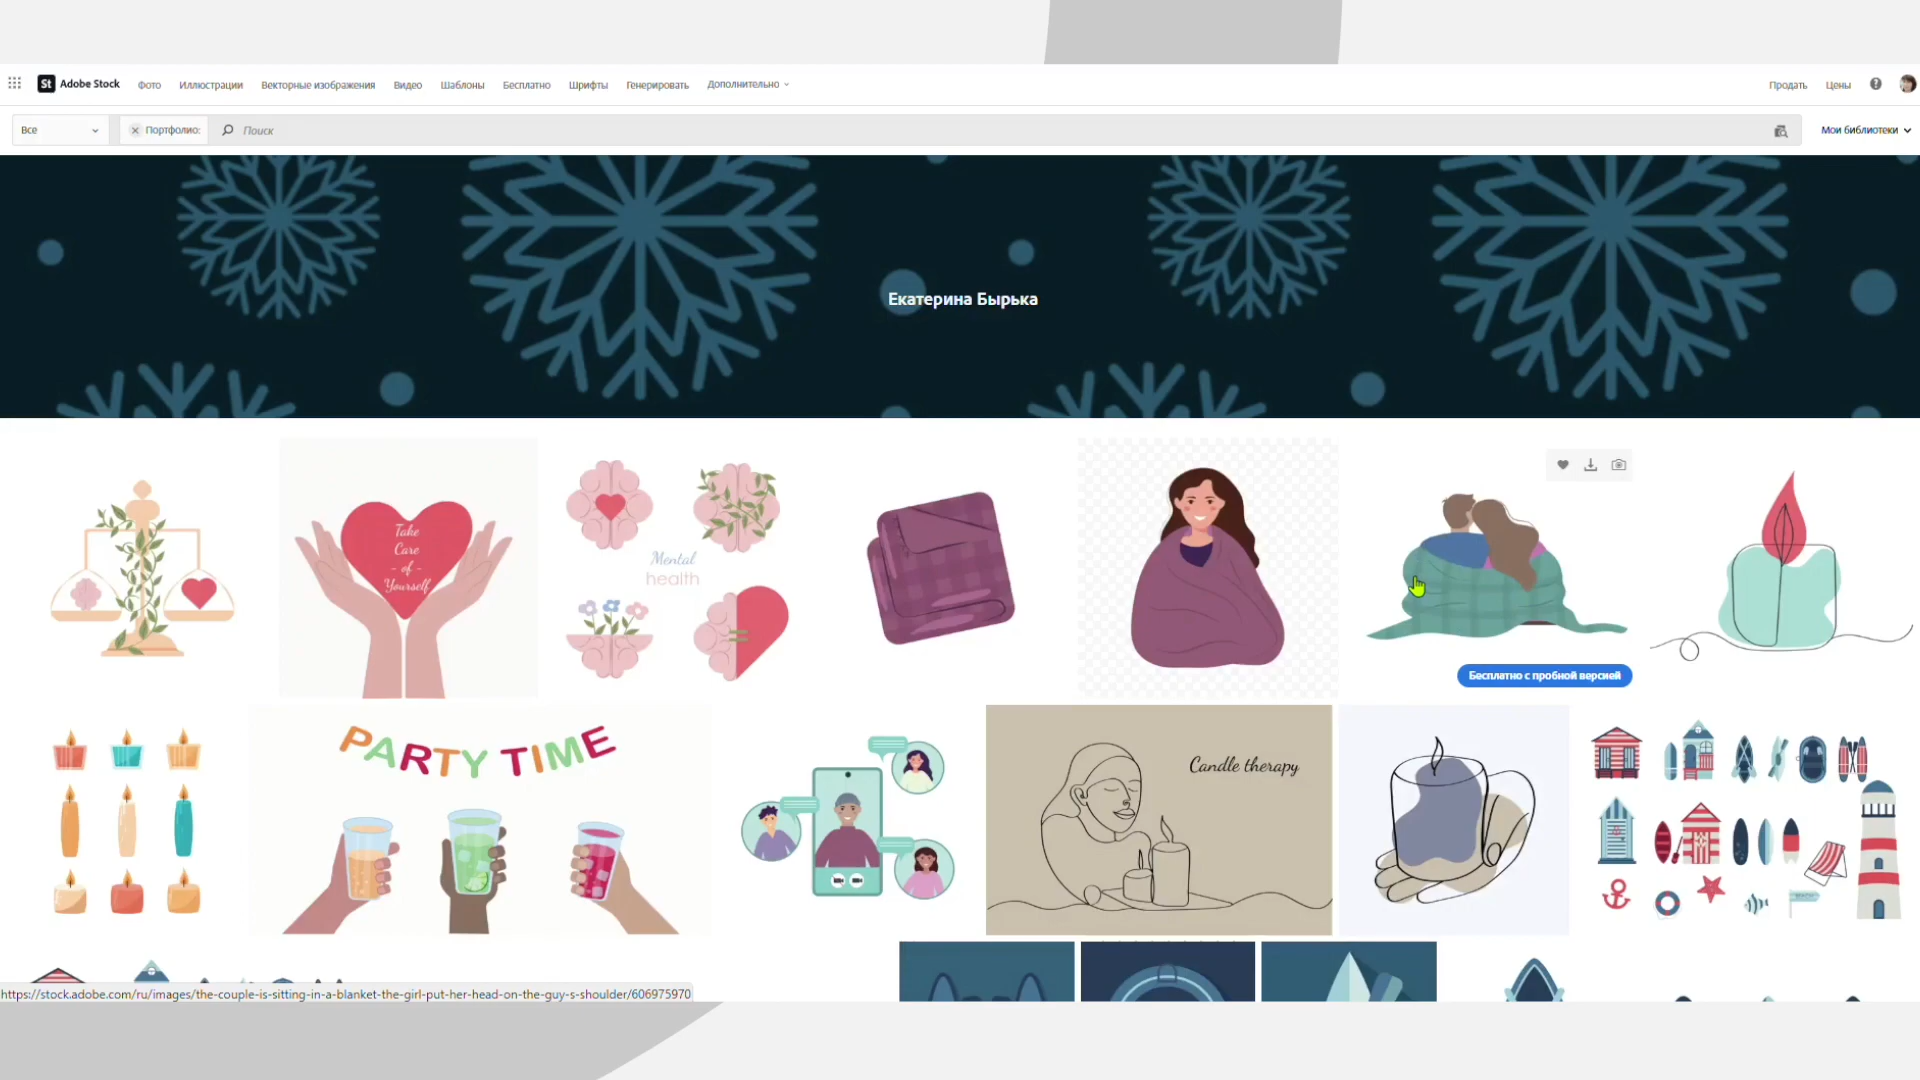 St Adobe Stock Фото Иллюстрации Векторные изображения Видео Шаблоны Бесплатно Шрифты Генерировать Дополнительно Продать Цены ?
Все Портфолио: Поиск Мои библиотеки
Екатерина Бырька
Take
Care
- of -
Yourself
Mental
health
Бесплатно с пробной версией
PARTY TIME
Candle therapy
https://stock.adobe.com/ru/images/the-couple-is-sitting-in-a-blanket-the-girl-put-her-head-on-the-guy-s-shoulder/606975970